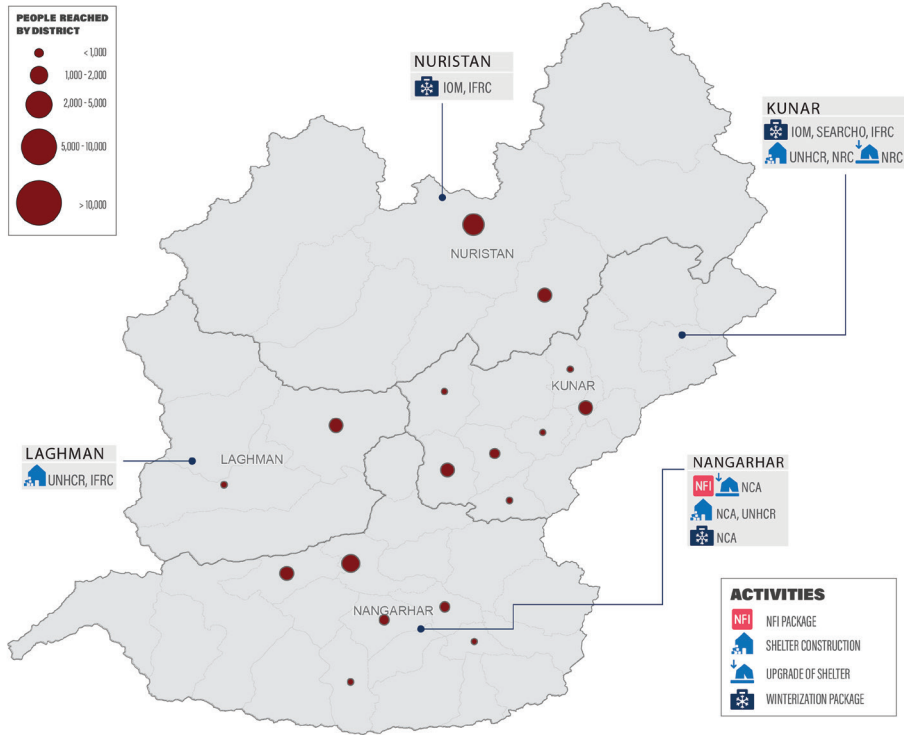 PEOPLE REACHED
BY DISTRICT
< 1,000
1,000 - 2,000
2,000 - 5,000
5,000 - 10,000
> 10,000
NURISTAN
IOM, IFRC
KUNAR
IOM, SEARCHO, IFRC
UNHCR, NRC NRC
NURISTAN
KUNAR
LAGHMAN
UNHCR, IFRC
LAGHMAN
NANGARHAR
NFI NCA
NCA, UNHCR
NCA
NANGARHAR
ACTIVITIES
NFI NFI PACKAGE
SHELTER CONSTRUCTION
UPGRADE OF SHELTER
WINTERIZATION PACKAGE